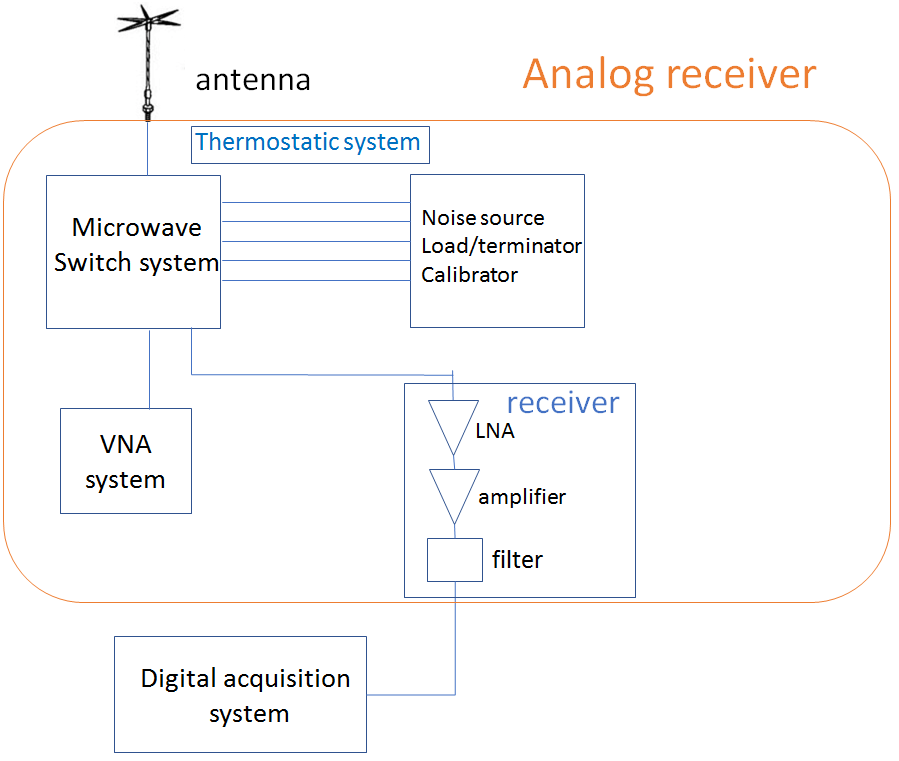 antenna
Analog receiver
Thermostatic system
Microwave
Switch system
Noise source
Load/terminator
Calibrator
receiver
LNA
VNA
system
amplifier
filter
Digital acquisition
system